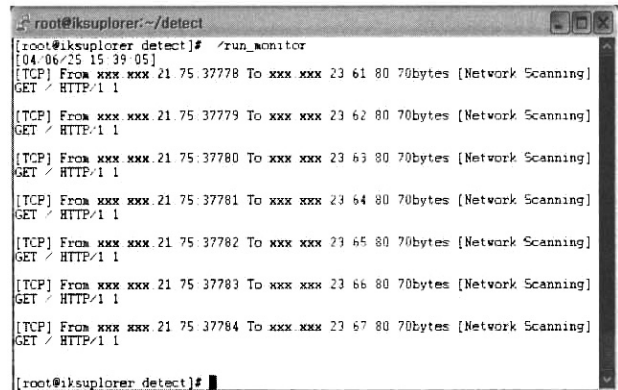 root@iksuplorer:~/detect
[root@iksuplorer detect]# /run_monitor
[04/06/25 15:39:05]
[TCP] From xxx xxx 21 75:37778 To xxx xxx 23 61 80 70bytes [Network Scanning]
GET / HTTP/1 1
[TCP] From xxx xxx 21 75:37779 To xxx xxx 23 62 80 70bytes [Network Scanning]
GET / HTTP/1 1
[TCP] From xxx xxx 21 75:37780 To xxx xxx 23 63 80 70bytes [Network Scanning]
GET / HTTP/1 1
[TCP] From xxx xxx 21 75:37781 To xxx xxx 23 64 80 70bytes [Network Scanning]
GET / HTTP/1 1
[TCP] From xxx xxx 21 75:37782 To xxx xxx 23 65 80 70bytes [Network Scanning]
GET / HTTP/1 1
[TCP] From xxx xxx 21 75:37783 To xxx xxx 23 66 80 70bytes [Network Scanning]
GET / HTTP/1 1
[TCP] From xxx xxx 21 75:37784 To xxx xxx 23 67 80 70bytes [Network Scanning]
GET / HTTP/1 1
[root@iksuplorer detect]#